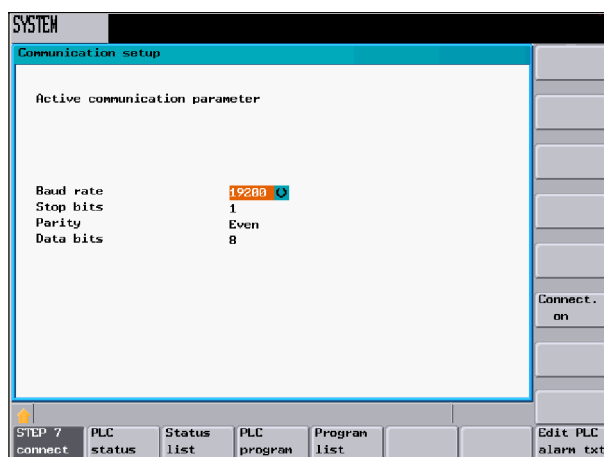 SYSTEM
Communication setup
Active communication parameter
Baud rate 19200
Stop bits 1
Parity Even
Data bits 8
Connect.
on
STEP 7 PLC Status PLC Program Edit PLC
connect status list program list alarm txt